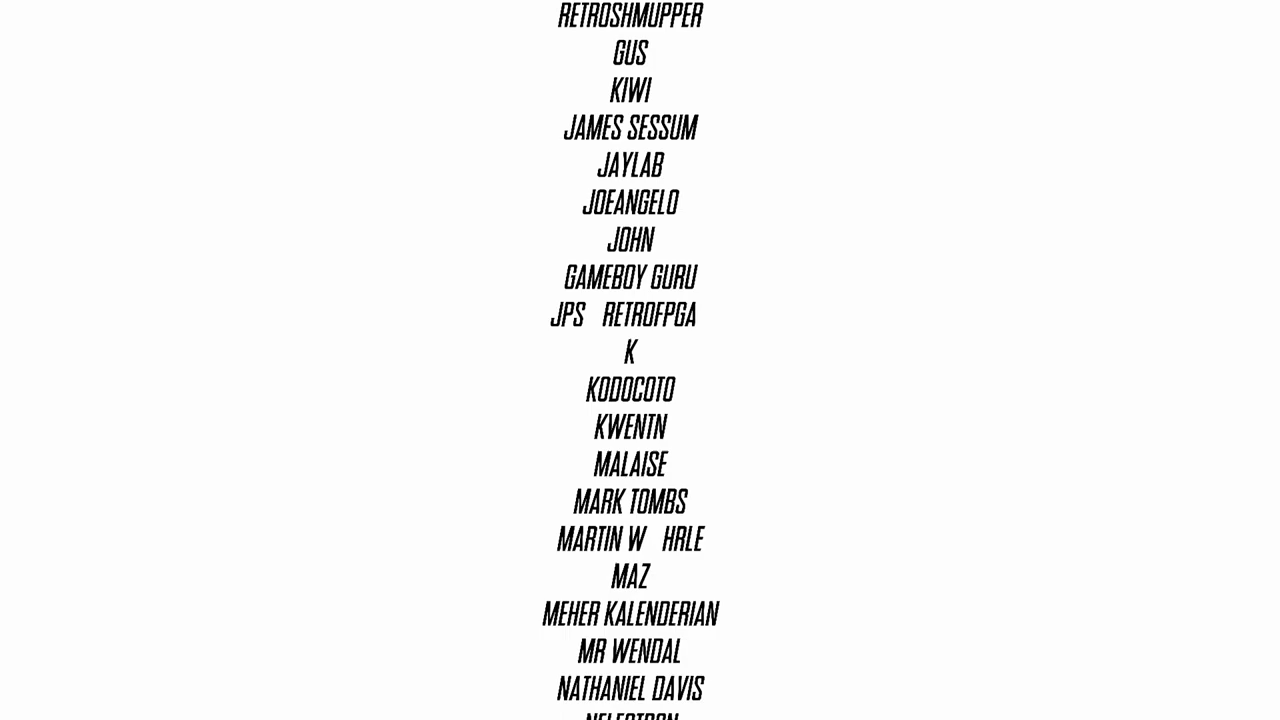 RETROSHMUPPER
GUS
KIWI
JAMES SESSUM
JAYLAB
JOEANGELO
JOHN
GAMEBOY GURU
JPS RETROFPGA
K
KODOCOTO
KWENTN
MALAISE
MARK TOMBS
MARTIN W HRLE
MAZ
MEHER KALENDERIAN
MR WENDAL
NATHANIEL DAVIS